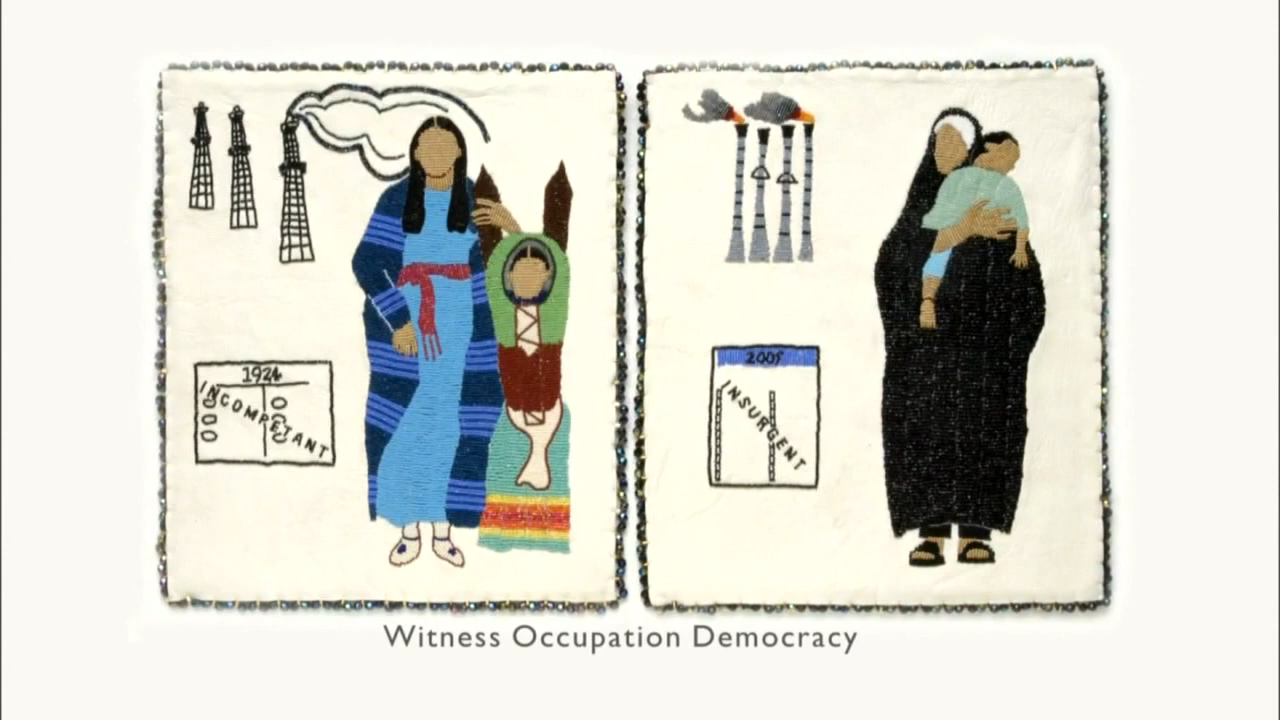 1924
INCOMPETANT
2005
INSURGENT
Witness Occupation Democracy